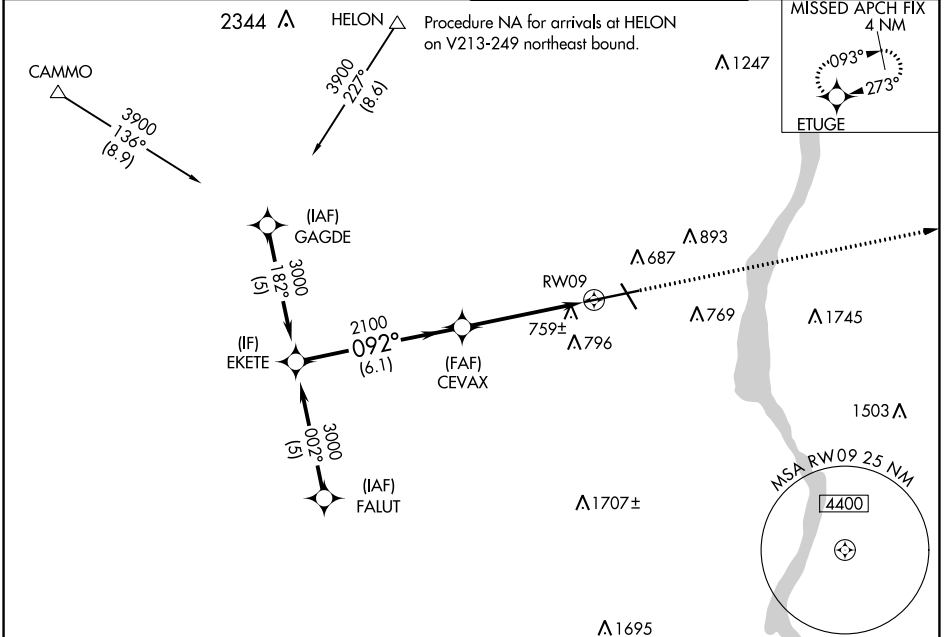 2344
HELON
Procedure NA for arrivals at HELON
on V213-249 northeast bound.
MISSED APCH FIX
4 NM
093°
273°
ETUGE
1247
CAMMO
3900
136°
(8.9)
3900
227°
(8.6)
(IAF)
GAGDE
3000
182°
(5)
893
687
RW09
759±
796
769
1745
(IF)
EKETE
2100
092°
(6.1)
(FAF)
CEVAX
1503
3000
002°
(5)
(IAF)
FALUT
1707±
MSA RW09 25 NM
4400
1695